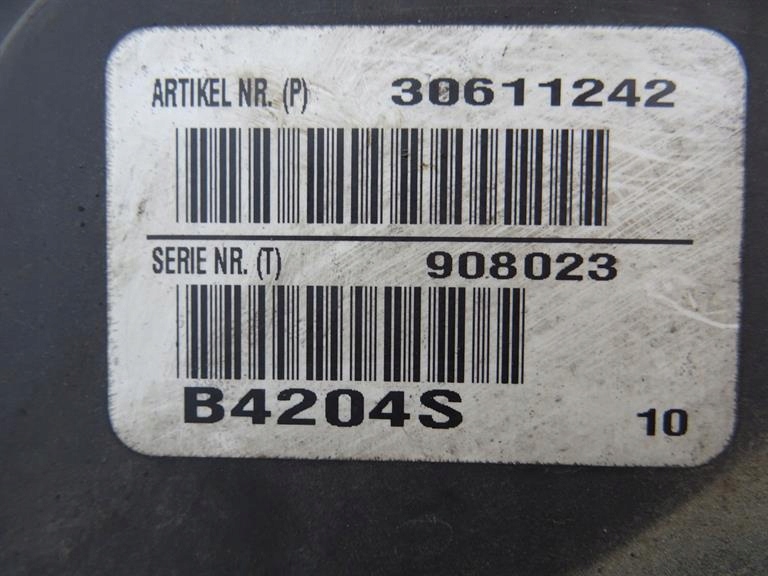 ARTIKEL NR. (P) 30611242
SERIE NR. (T) 908023
B4204S 10